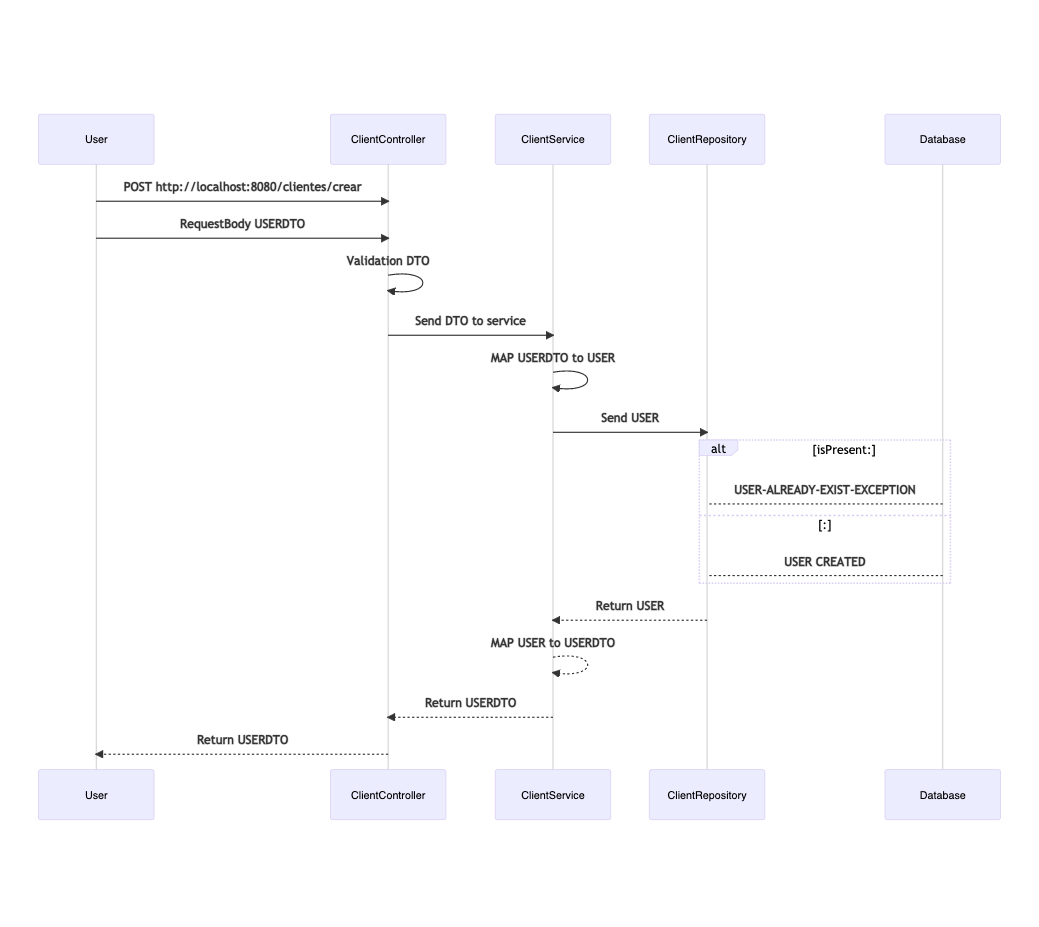 User
ClientController
ClientService
ClientRepository
Database
POST http://localhost:8080/clientes/crear
RequestBody USERDTO
Validation DTO
Send DTO to service
MAP USERDTO to USER
Send USER
alt
[isPresent:]
USER-ALREADY-EXIST-EXCEPTION
[:]
USER CREATED
Return USER
MAP USER to USERDTO
Return USERDTO
Return USERDTO
User
ClientController
ClientService
ClientRepository
Database